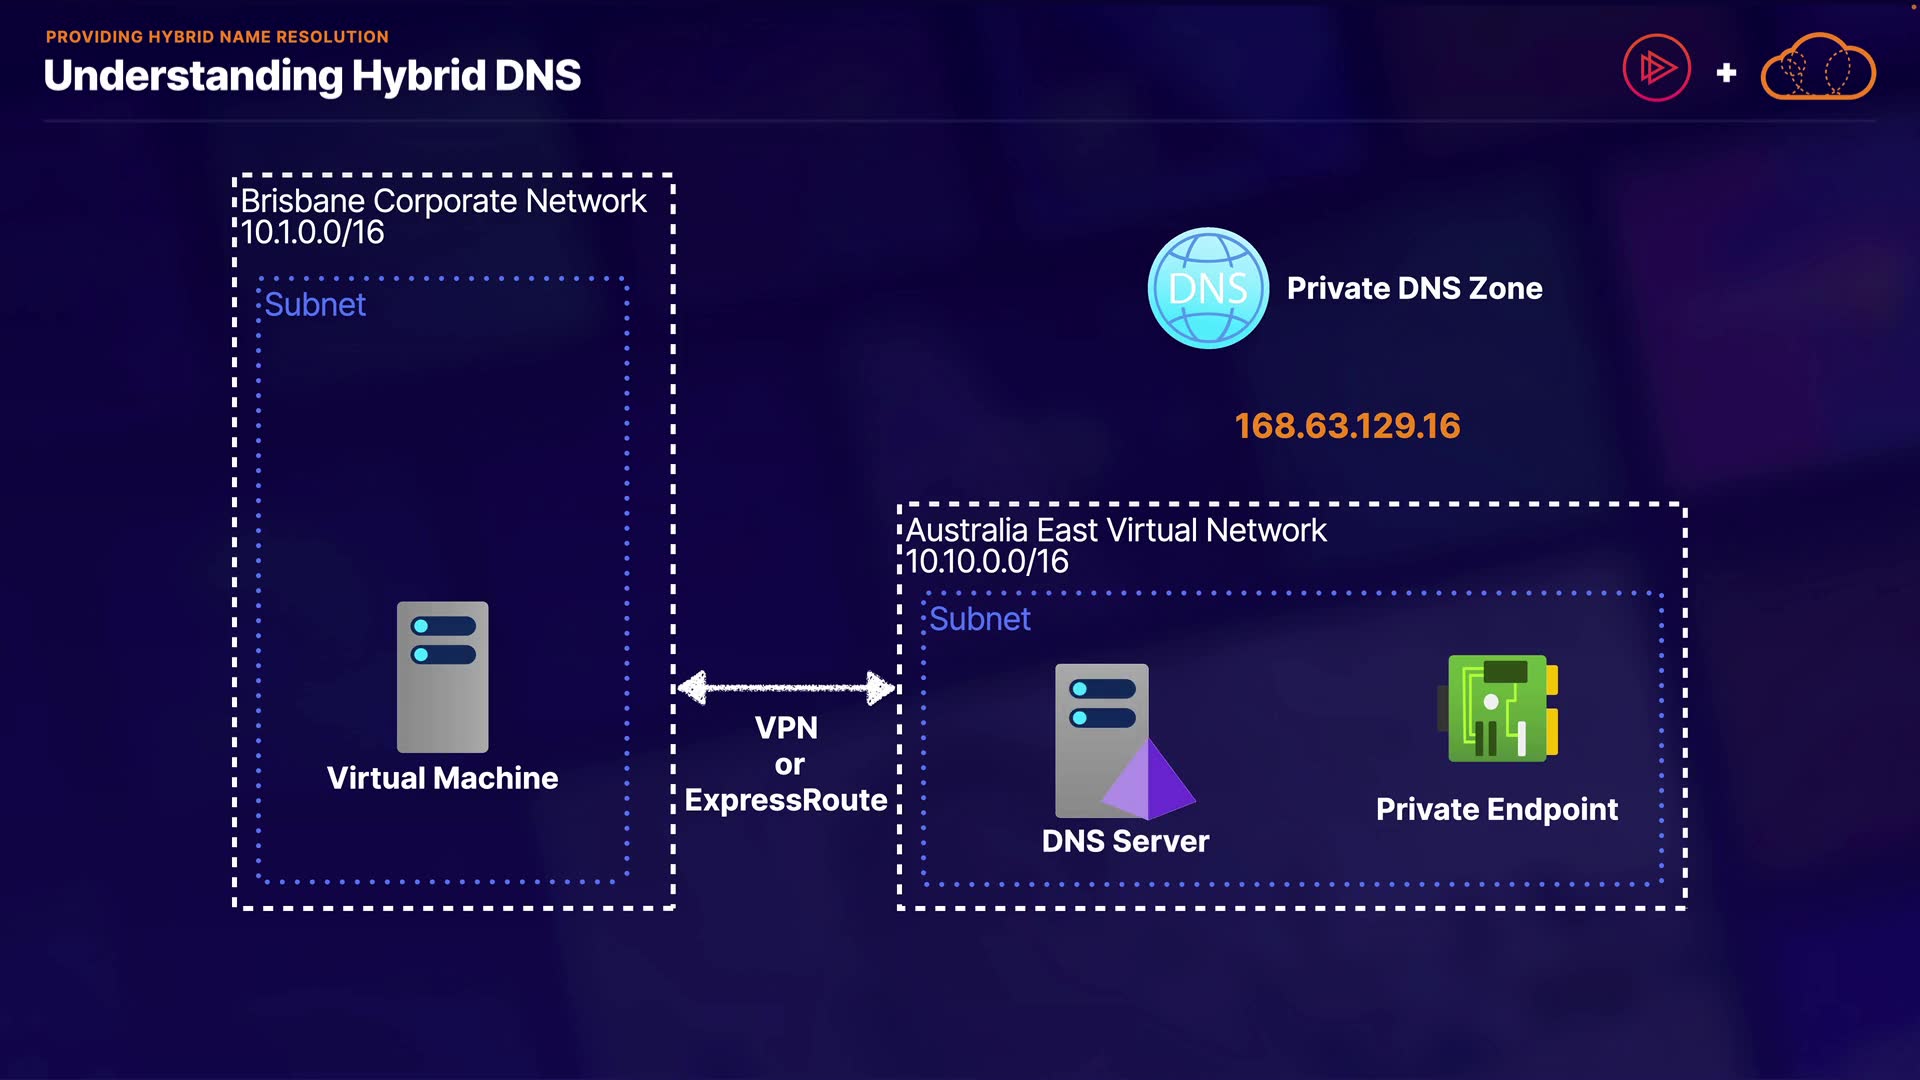 PROVIDING HYBRID NAME RESOLUTION
Understanding Hybrid DNS
Brisbane Corporate Network
10.1.0.0/16
Subnet
Virtual Machine
VPN
or
ExpressRoute
DNS
Private DNS Zone
168.63.129.16
Australia East Virtual Network
10.10.0.0/16
Subnet
DNS Server
Private Endpoint